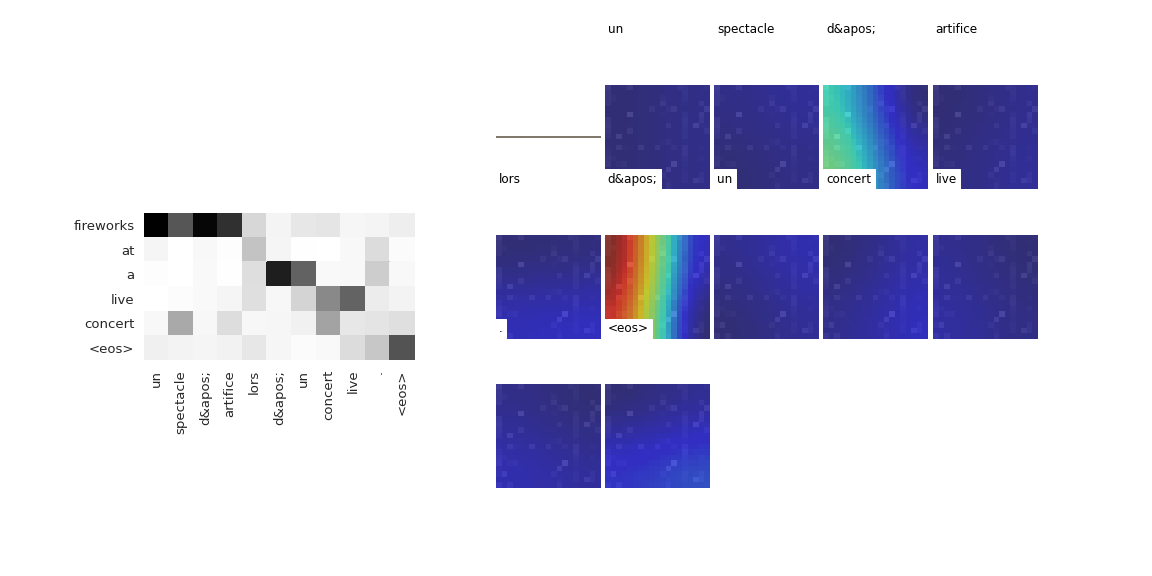 un spectacle d&apos; artifice
lors d&apos; un concert live
. <eos>
fireworks
at
a
live
concert
<eos>
un spectacle d&apos; artifice lors d&apos; un concert live . <eos>